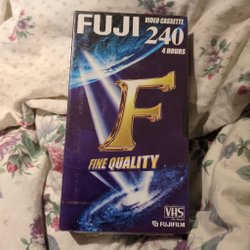 FUJI
VIDEO CASSETTE
240
4 HOURS
F
FINE QUALITY
VHS
FUJIFILM